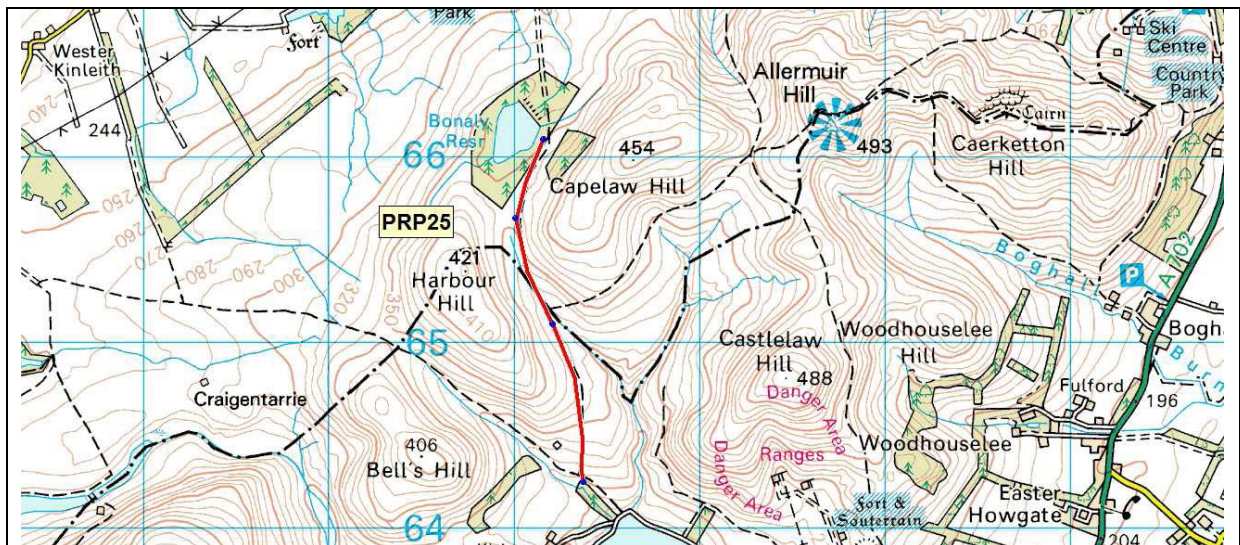 Park
Wester
Kinleith
Fort
244
240
250
260
270
280
290
300
320
350
410
Bonaly
Resr
66
454
Capelaw Hill
PRP25
421
Harbour
Hill
65
Craigentarrie
406
Bell's Hill
64
Allermuir
Hill
493
Cairn
Caerketton
Hill
Ski
Centre
Country
Park
A702
Boghall
P
Bogha
Burn
Castlelaw
Hill
488
Danger Area
Ranges
Danger Area
Woodhouselee
Hill
Fulford
196
Woodhouselee
Fort &
Souterrain
Easter
Howgate
204